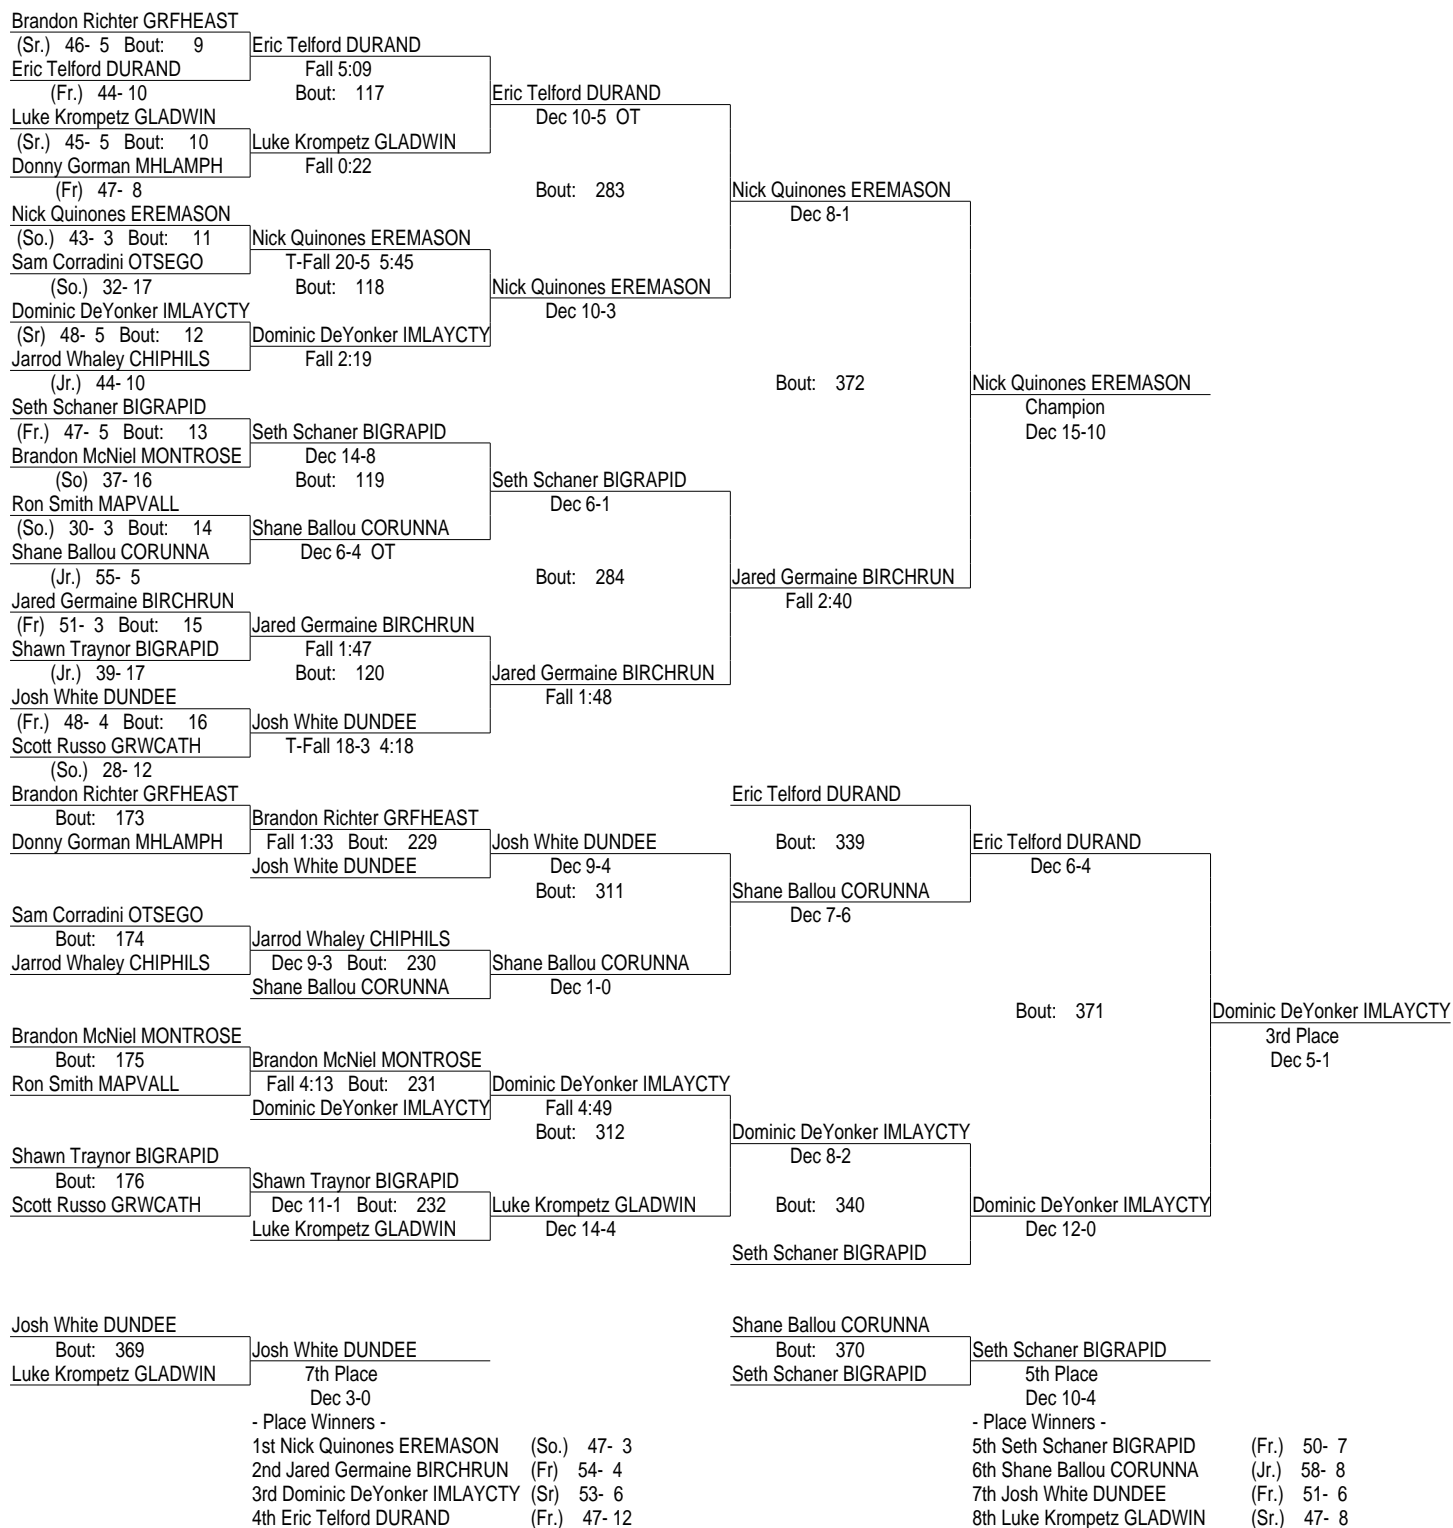 Brandon Richter GRFHEAST
(Sr.) 46- 5 Bout: 9 Eric Telford DURAND
Eric Telford DURAND Fall 5:09
(Fr.) 44- 10 Bout: 117 Eric Telford DURAND
Luke Krompetz GLADWIN Dec 10-5 OT
(Sr.) 45- 5 Bout: 10 Luke Krompetz GLADWIN
Donny Gorman MHLAMPH Fall 0:22
(Fr) 47- 8 Bout: 283 Nick Quinones EREMASON
Nick Quinones EREMASON Dec 8-1
(So.) 43- 3 Bout: 11 Nick Quinones EREMASON
Sam Corradini OTSEGO T-Fall 20-5 5:45
(So.) 32- 17 Bout: 118 Nick Quinones EREMASON
Dominic DeYonker IMLAYCTY Dec 10-3
(Sr) 48- 5 Bout: 12 Dominic DeYonker IMLAYCTY
Jarrod Whaley CHIPHILS Fall 2:19
(Jr.) 44- 10 Bout: 372 Nick Quinones EREMASON
Seth Schaner BIGRAPID Champion
(Fr.) 47- 5 Bout: 13 Seth Schaner BIGRAPID Dec 15-10
Brandon McNiel MONTROSE Dec 14-8
(So) 37- 16 Bout: 119 Seth Schaner BIGRAPID
Ron Smith MAPVALL Dec 6-1
(So.) 30- 3 Bout: 14 Shane Ballou CORUNNA
Shane Ballou CORUNNA Dec 6-4 OT
(Jr.) 55- 5 Bout: 284 Jared Germaine BIRCHRUN
Jared Germaine BIRCHRUN Fall 2:40
(Fr) 51- 3 Bout: 15 Jared Germaine BIRCHRUN
Shawn Traynor BIGRAPID Fall 1:47
(Jr.) 39- 17 Bout: 120 Jared Germaine BIRCHRUN
Josh White DUNDEE Fall 1:48
(Fr.) 48- 4 Bout: 16 Josh White DUNDEE
Scott Russo GRWCATH T-Fall 18-3 4:18
(So.) 28- 12
Brandon Richter GRFHEAST Eric Telford DURAND
Bout: 173 Brandon Richter GRFHEAST
Donny Gorman MHLAMPH Fall 1:33 Bout: 229 Josh White DUNDEE Bout: 339 Eric Telford DURAND
Josh White DUNDEE Dec 9-4 Dec 6-4
Bout: 311 Shane Ballou CORUNNA
Sam Corradini OTSEGO Dec 7-6
Bout: 174 Jarrod Whaley CHIPHILS
Jarrod Whaley CHIPHILS Dec 9-3 Bout: 230 Shane Ballou CORUNNA
Shane Ballou CORUNNA Dec 1-0
Bout: 371 Dominic DeYonker IMLAYCTY
Brandon McNiel MONTROSE 3rd Place
Bout: 175 Brandon McNiel MONTROSE Dec 5-1
Ron Smith MAPVALL Fall 4:13 Bout: 231 Dominic DeYonker IMLAYCTY
Dominic DeYonker IMLAYCTY Fall 4:49
Bout: 312 Dominic DeYonker IMLAYCTY
Shawn Traynor BIGRAPID Dec 8-2
Bout: 176 Shawn Traynor BIGRAPID
Scott Russo GRWCATH Dec 11-1 Bout: 232 Luke Krompetz GLADWIN Bout: 340 Dominic DeYonker IMLAYCTY
Luke Krompetz GLADWIN Dec 14-4 Dec 12-0
Seth Schaner BIGRAPID
Josh White DUNDEE Shane Ballou CORUNNA
Bout: 369 Josh White DUNDEE Bout: 370 Seth Schaner BIGRAPID
Luke Krompetz GLADWIN 7th Place Seth Schaner BIGRAPID 5th Place
Dec 3-0 Dec 10-4
- Place Winners - - Place Winners -
1st Nick Quinones EREMASON (So.) 47- 3 5th Seth Schaner BIGRAPID (Fr.) 50- 7
2nd Jared Germaine BIRCHRUN (Fr) 54- 4 6th Shane Ballou CORUNNA (Jr.) 58- 8
3rd Dominic DeYonker IMLAYCTY (Sr) 53- 6 7th Josh White DUNDEE (Fr.) 51- 6
4th Eric Telford DURAND (Fr.) 47- 12 8th Luke Krompetz GLADWIN (Sr.) 47- 8